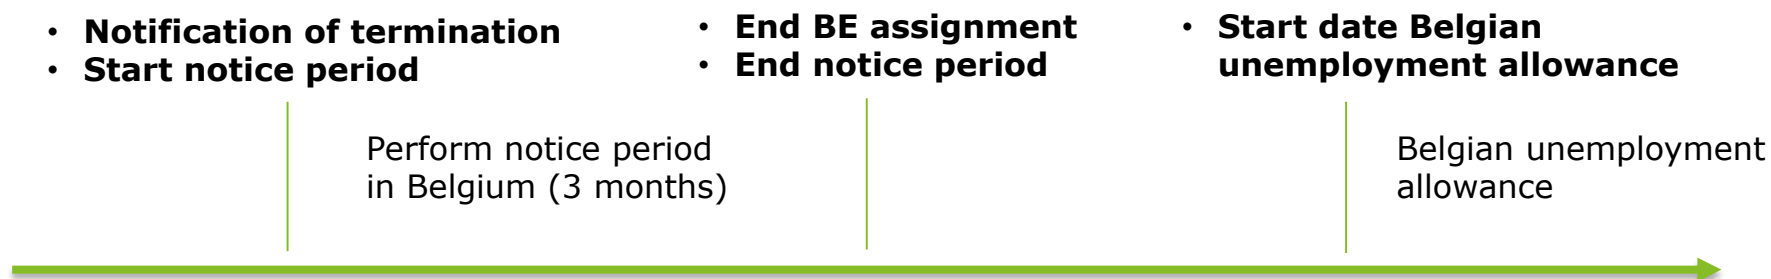 • Notification of termination
• Start notice period
• End BE assignment
• End notice period
• Start date Belgian
unemployment allowance
Perform notice period
in Belgium (3 months)
Belgian unemployment
allowance